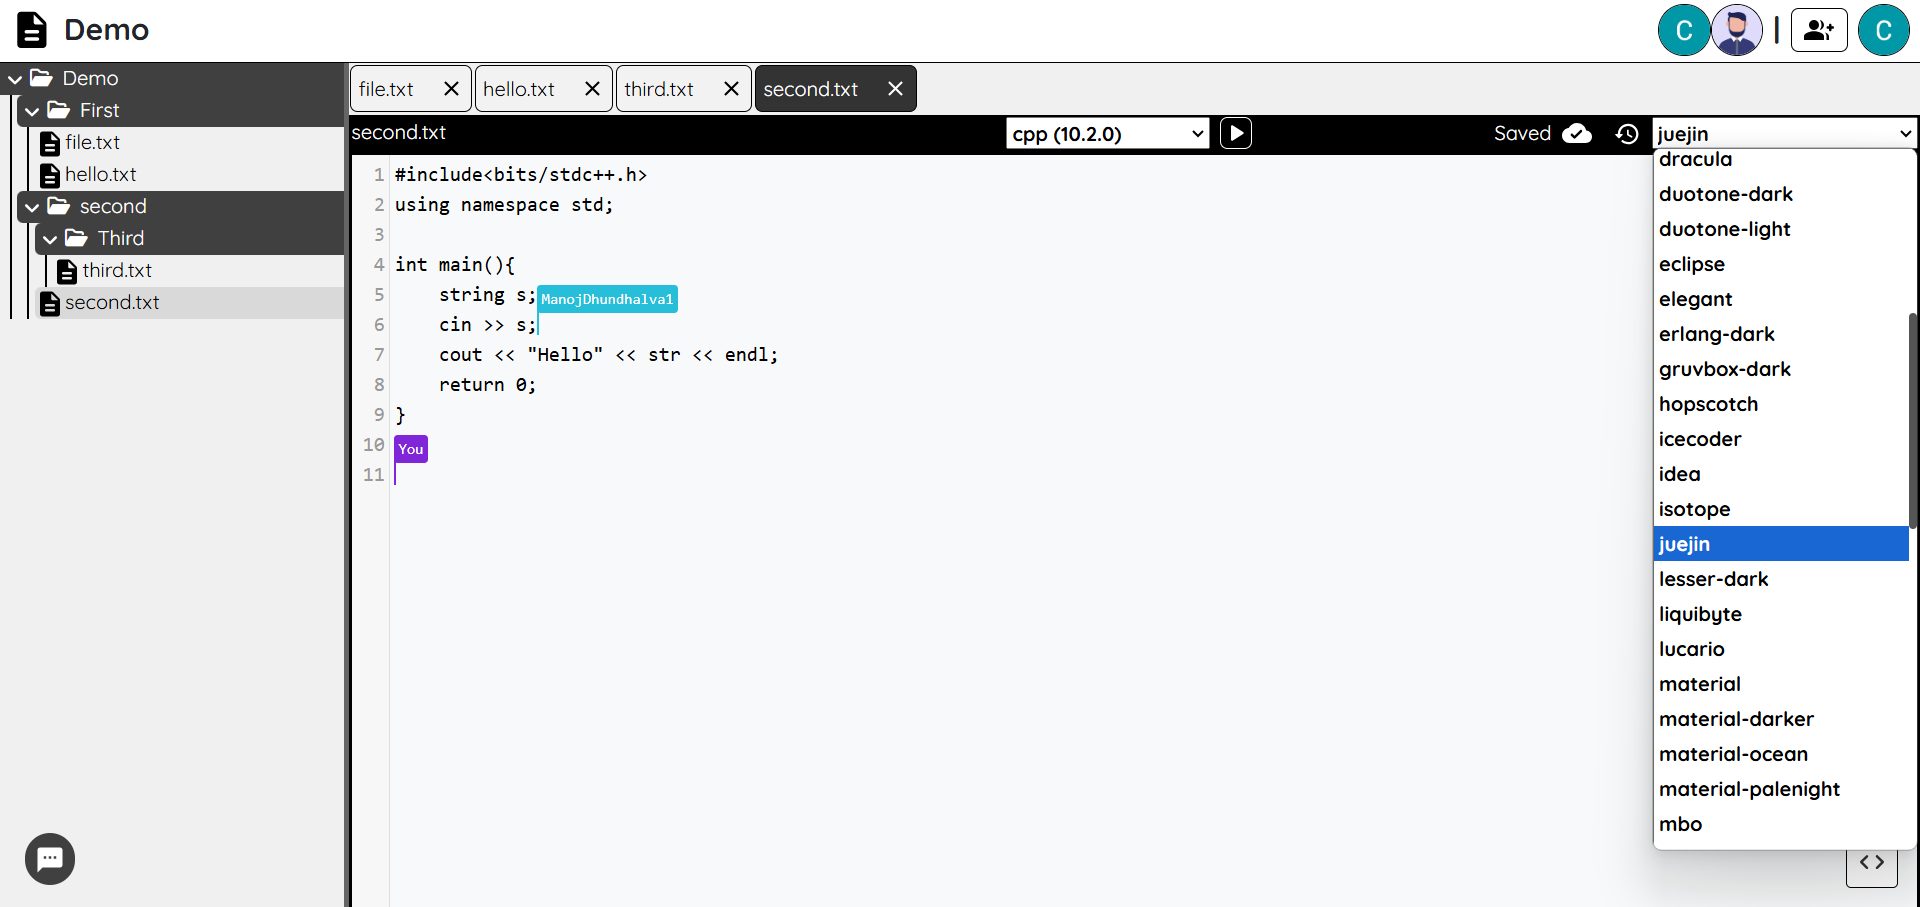 Demo
C
C
Demo
First
file.txt
hello.txt
second
Third
third.txt
second.txt
file.txt
hello.txt
third.txt
second.txt
second.txt
cpp (10.2.0)
Saved
juejin
1 #include<bits/stdc++.h>
2 using namespace std;
3
4 int main(){
5 string s;
ManojDhundhalva1
6 cin >> s;
7 cout << "Hello" << str << endl;
8 return 0;
9 }
10
You
11
dracula
duotone-dark
duotone-light
eclipse
elegant
erlang-dark
gruvbox-dark
hopscotch
icecoder
idea
isotope
juejin
lesser-dark
liquibyte
lucario
material
material-darker
material-ocean
material-palenight
mbo